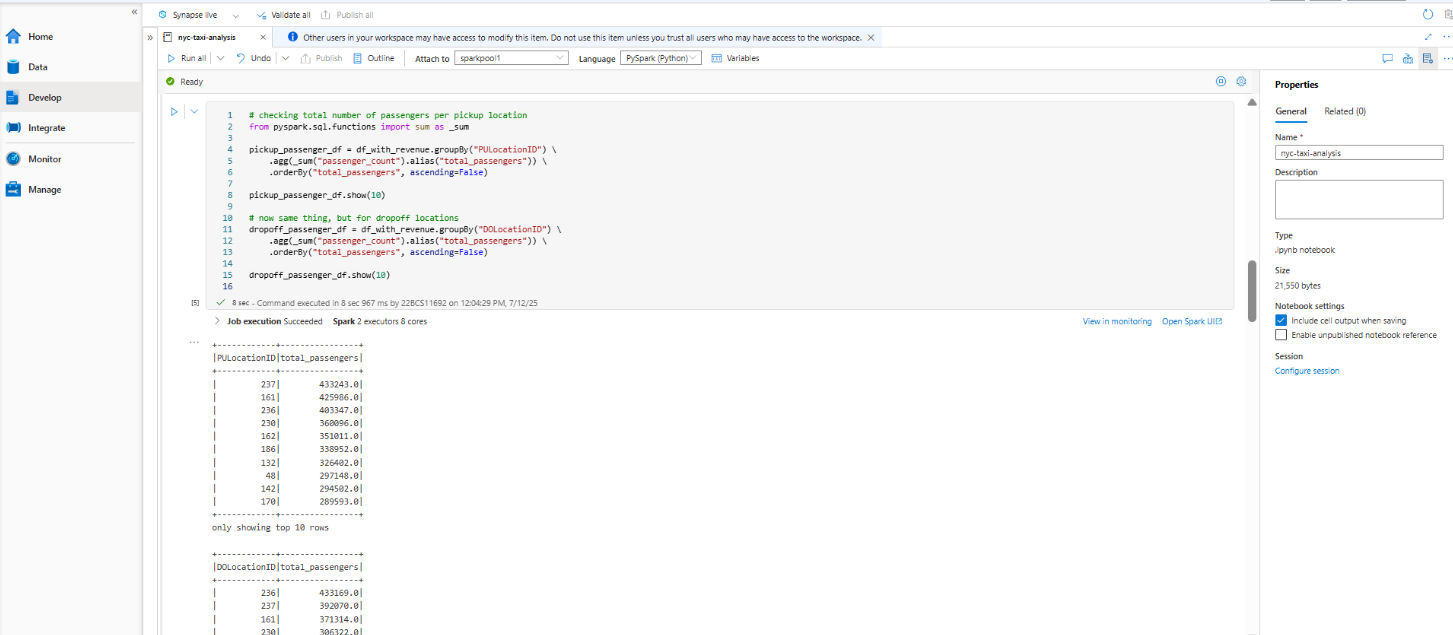 «
Synapse live
Validate all
Publish all
Home
Data
Develop
Integrate
Monitor
Manage
»
nyc-taxi-analysis
Other users in your workspace may have access to modify this item. Do not use this item unless you trust all users who may have access to the workspace.
Run all
Undo
Publish
Outline
Attach to
sparkpool1
Language
PySpark (Python)
Variables
Ready
1 # checking total number of passengers per pickup location
2 from pyspark.sql.functions import sum as _sum
3
4 pickup_passenger_df = df_with_revenue.groupBy("PULocationID") \
5 .agg(_sum("passenger_count").alias("total_passengers")) \
6 .orderBy("total_passengers", ascending=False)
7
8 pickup_passenger_df.show(10)
9
10 # now same thing, but for dropoff locations
11 dropoff_passenger_df = df_with_revenue.groupBy("DOLocationID") \
12 .agg(_sum("passenger_count").alias("total_passengers")) \
13 .orderBy("total_passengers", ascending=False)
14
15 dropoff_passenger_df.show(10)
16
[5]
8 sec - Command executed in 8 sec 967 ms by 22BCS11692 on 12:04:29 PM, 7/12/25
Job execution Succeeded Spark 2 executors 8 cores
View in monitoring
Open Spark UI
+------------+----------------+
|PULocationID|total_passengers|
+------------+----------------+
| 237| 433243.0|
| 161| 425986.0|
| 236| 403347.0|
| 230| 360096.0|
| 162| 351011.0|
| 186| 338952.0|
| 132| 326402.0|
| 48| 297148.0|
| 142| 294502.0|
| 170| 289593.0|
+------------+----------------+
only showing top 10 rows
+------------+----------------+
|DOLocationID|total_passengers|
+------------+----------------+
| 236| 433169.0|
| 237| 392070.0|
| 161| 371314.0|
| 230| 306322.0|
Properties
General
Related (0)
Name *
nyc-taxi-analysis
Description
Type
.ipynb notebook
Size
21,550 bytes
Notebook settings
Include cell output when saving
Enable unpublished notebook reference
Session
Configure session